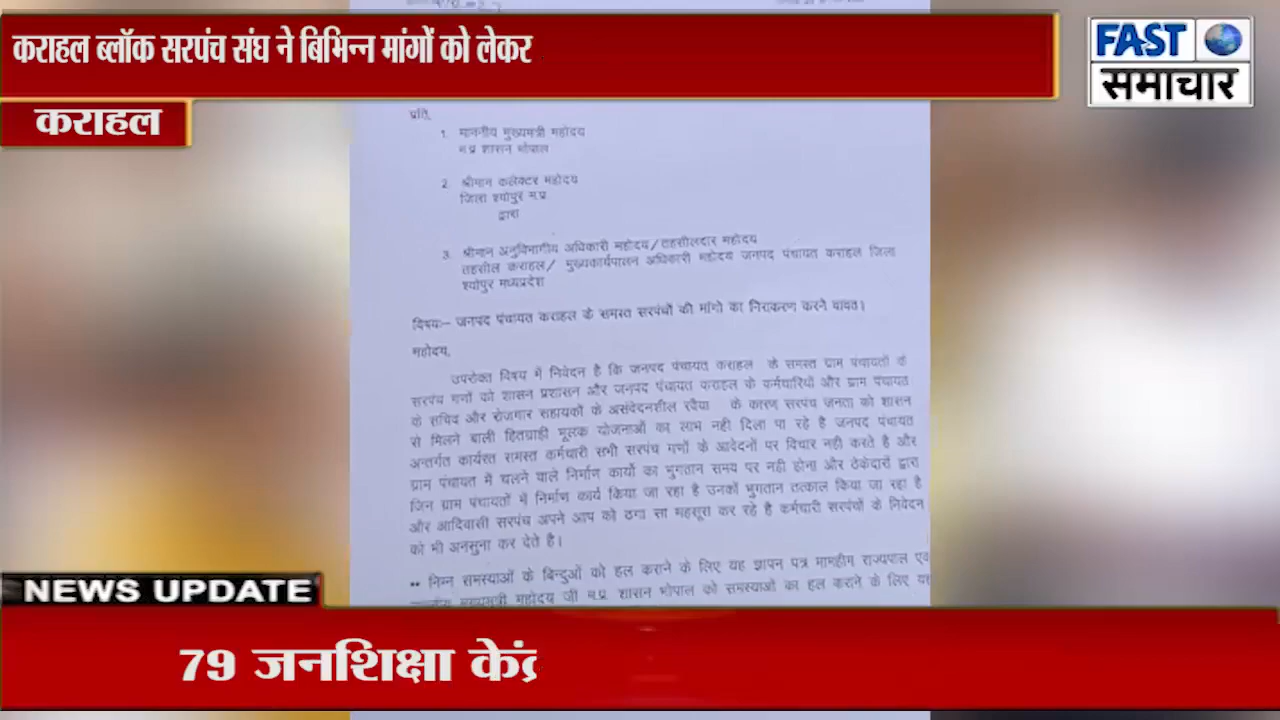 कराहल ब्लॉक सरपंच संघ ने बिभिन्न मांगों को लेकर
FAST
समाचार
कराहल
प्रति,
1. माननीय मुख्यमत्री महोदय
म.प्र शासन भोपाल
2. श्रीमान कलेक्टर महोदय
जिला श्योपुर म.प्र
द्वारा
3. श्रीमान अनुविभागीय अधिकारी महोदय/तहसीलदार महोदय
तहसील कराहल/ मुख्यकार्यपालन अधिकारी महोदय जनपद पंचायत कराहल जिला
श्योपुर मध्यप्रदेश
विषयः– जनपद पंचायत कराहल के समस्त सरपंचों की मांगो का निराकरण करने वावत।
महोदय,
उपरोक्त विषय में निवेदन है कि जनपद पंचायत कराहल के समस्त ग्राम पंचायतों के
सरपंच गनों को शासन प्रशासन और जनपद पंचायत कराहल के कर्मचारियों और ग्राम पंचायत
के सचिव और रोजगार सहायकों के असंवेदनशील रवैया के कारण सरपंच जनता को शासन
से मिलने बाली हितग्राही मूलक योजनाओं का लाभ नही दिला पा रहे है जनपद पंचायत
अन्तर्गत कार्यरत समस्त कर्मचारी सभी सरपंच गणों के आवेदनों पर विचार नही करते है और
ग्राम पंचायत में चलने वाले निर्माण कार्यो का भुगतान समय पर नही होना और ठेकेदारों द्वारा
जिन ग्राम पंचायतों में निर्माण कार्य किया जा रहा है उनकों भुगतान तत्काल किया जा रहा है
और आदिवासी सरपंच अपने आप को ठगा सा महसूस कर रहे है कर्मचारी सरपंचों के निवेदन
को भी अनसुना कर देते है।
•• निम्न समस्याओं के बिन्दुओं को हल कराने के लिए यह ज्ञापन पत्र मामहीम राज्यपाल एव
मुख्यमंत्री महोदय जी म.प्र. शासन भोपाल को समस्याओं का हल कराने के लिए यह
NEWS UPDATE
79 जनशिक्षा केंद्र